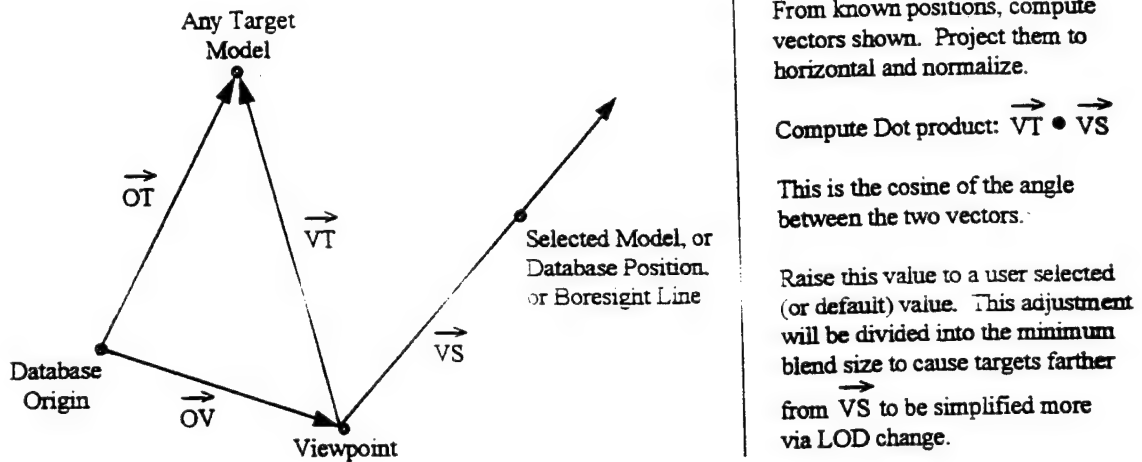 Any Target
Model
OT
VT
Selected Model, or
Database Position,
or Boresight Line
VS
Database
Origin
OV
Viewpoint
From known positions, compute
vectors shown. Project them to
horizontal and normalize.
Compute Dot product: VT • VS
This is the cosine of the angle
between the two vectors.
Raise this value to a user selected
(or default) value. This adjustment
will be divided into the minimum
blend size to cause targets farther
from VS to be simplified more
via LOD change.